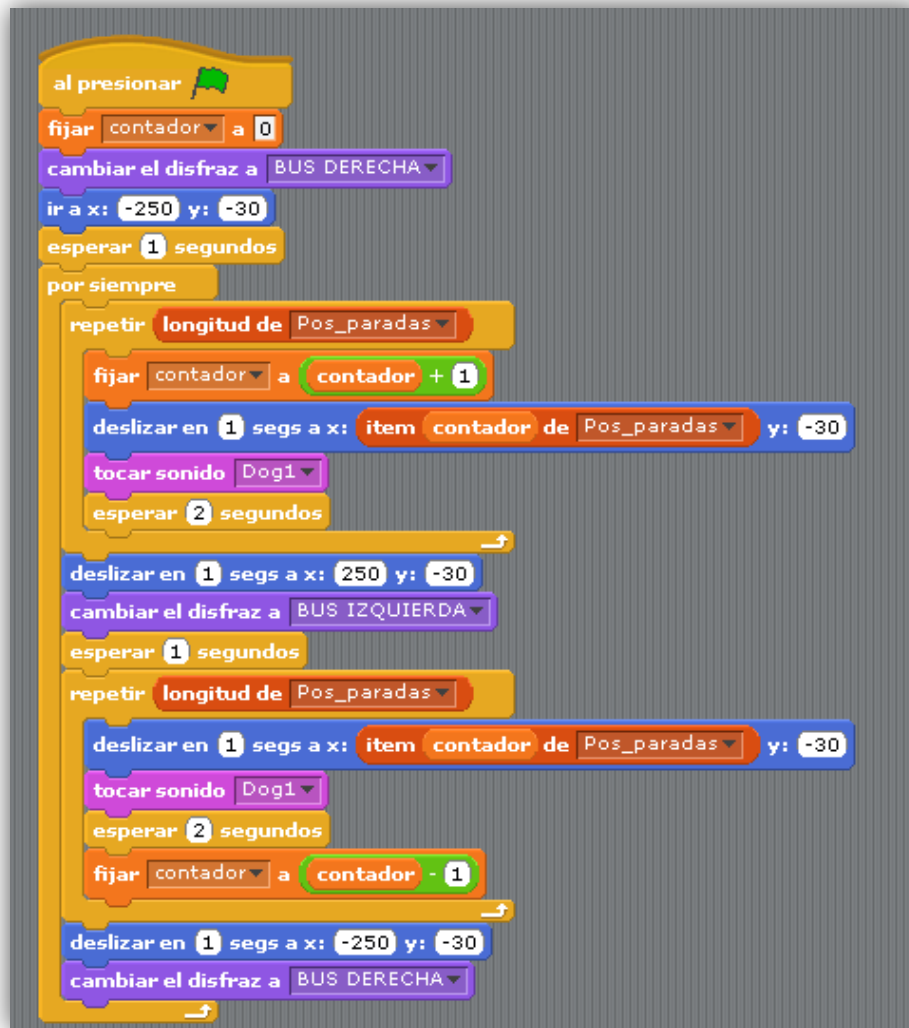 al presionar
fijar contador a 0
cambiar el disfraz a BUS DERECHA
ir a x: -250 y: -30
esperar 1 segundos
por siempre
repetir longitud de Pos_paradas
fijar contador a contador + 1
deslizar en 1 segs a x: item contador de Pos_paradas y: -30
tocar sonido Dog1
esperar 2 segundos
deslizar en 1 segs a x: 250 y: -30
cambiar el disfraz a BUS IZQUIERDA
esperar 1 segundos
repetir longitud de Pos_paradas
deslizar en 1 segs a x: item contador de Pos_paradas y: -30
tocar sonido Dog1
esperar 2 segundos
fijar contador a contador - 1
deslizar en 1 segs a x: -250 y: -30
cambiar el disfraz a BUS DERECHA